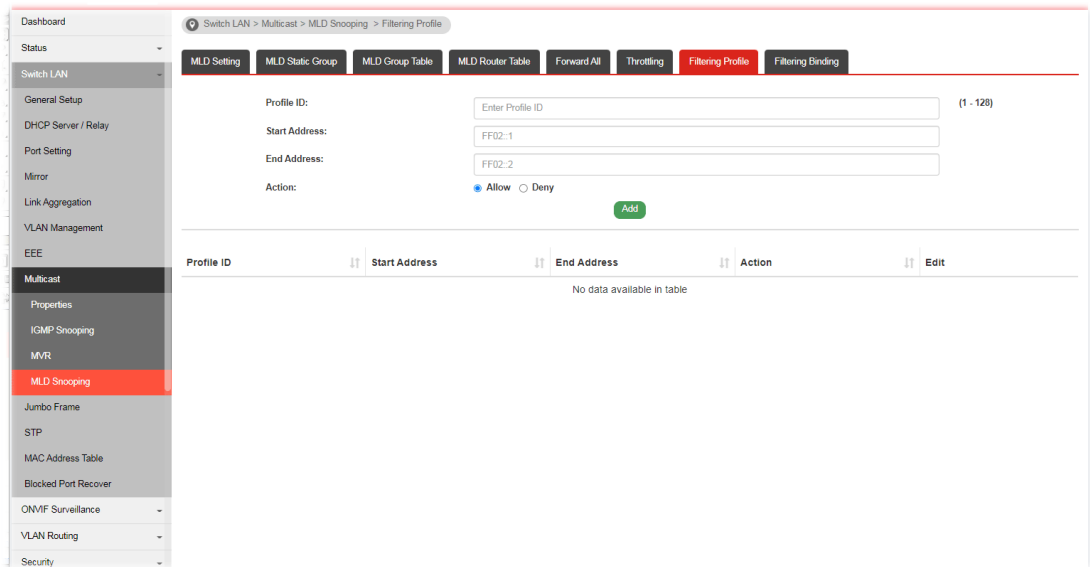 Dashboard
Status
Switch LAN
General Setup
DHCP Server / Relay
Port Setting
Mirror
Link Aggregation
VLAN Management
EEE
Multicast
Properties
IGMP Snooping
MVR
MLD Snooping
Jumbo Frame
STP
MAC Address Table
Blocked Port Recover
ONVIF Surveillance
VLAN Routing
Security
Switch LAN > Multicast > MLD Snooping > Filtering Profile
MLD Setting MLD Static Group MLD Group Table MLD Router Table Forward All Throttling Filtering Profile Filtering Binding
Profile ID: Enter Profile ID (1 - 128)
Start Address: FF02::1
End Address: FF02::2
Action: Allow Deny
Add
Profile ID Start Address End Address Action Edit
No data available in table